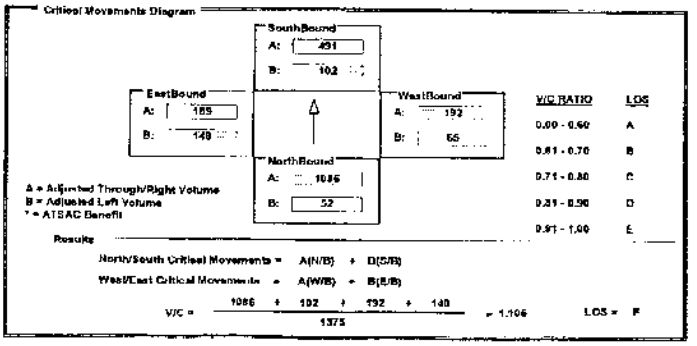 Critical Movements Diagram
SouthBound
A: 491
B: 102
EastBound
A: 189
B: 140
WestBound
A: 192
B: 65
NorthBound
A: 1086
B: 52
V/C RATIO LOS
0.00 - 0.60 A
0.61 - 0.70 B
0.71 - 0.80 C
0.81 - 0.90 D
0.91 - 1.00 E
A = Adjusted Through/Right Volume
B = Adjusted Left Volume
* = ATSAC Benefit
Results
North/South Critical Movements = A(N/B) + B(S/B)
West/East Critical Movements = A(W/B) + B(E/B)
V/C = 1086 + 102 + 192 + 140 = 1.106 LOS = F
1375